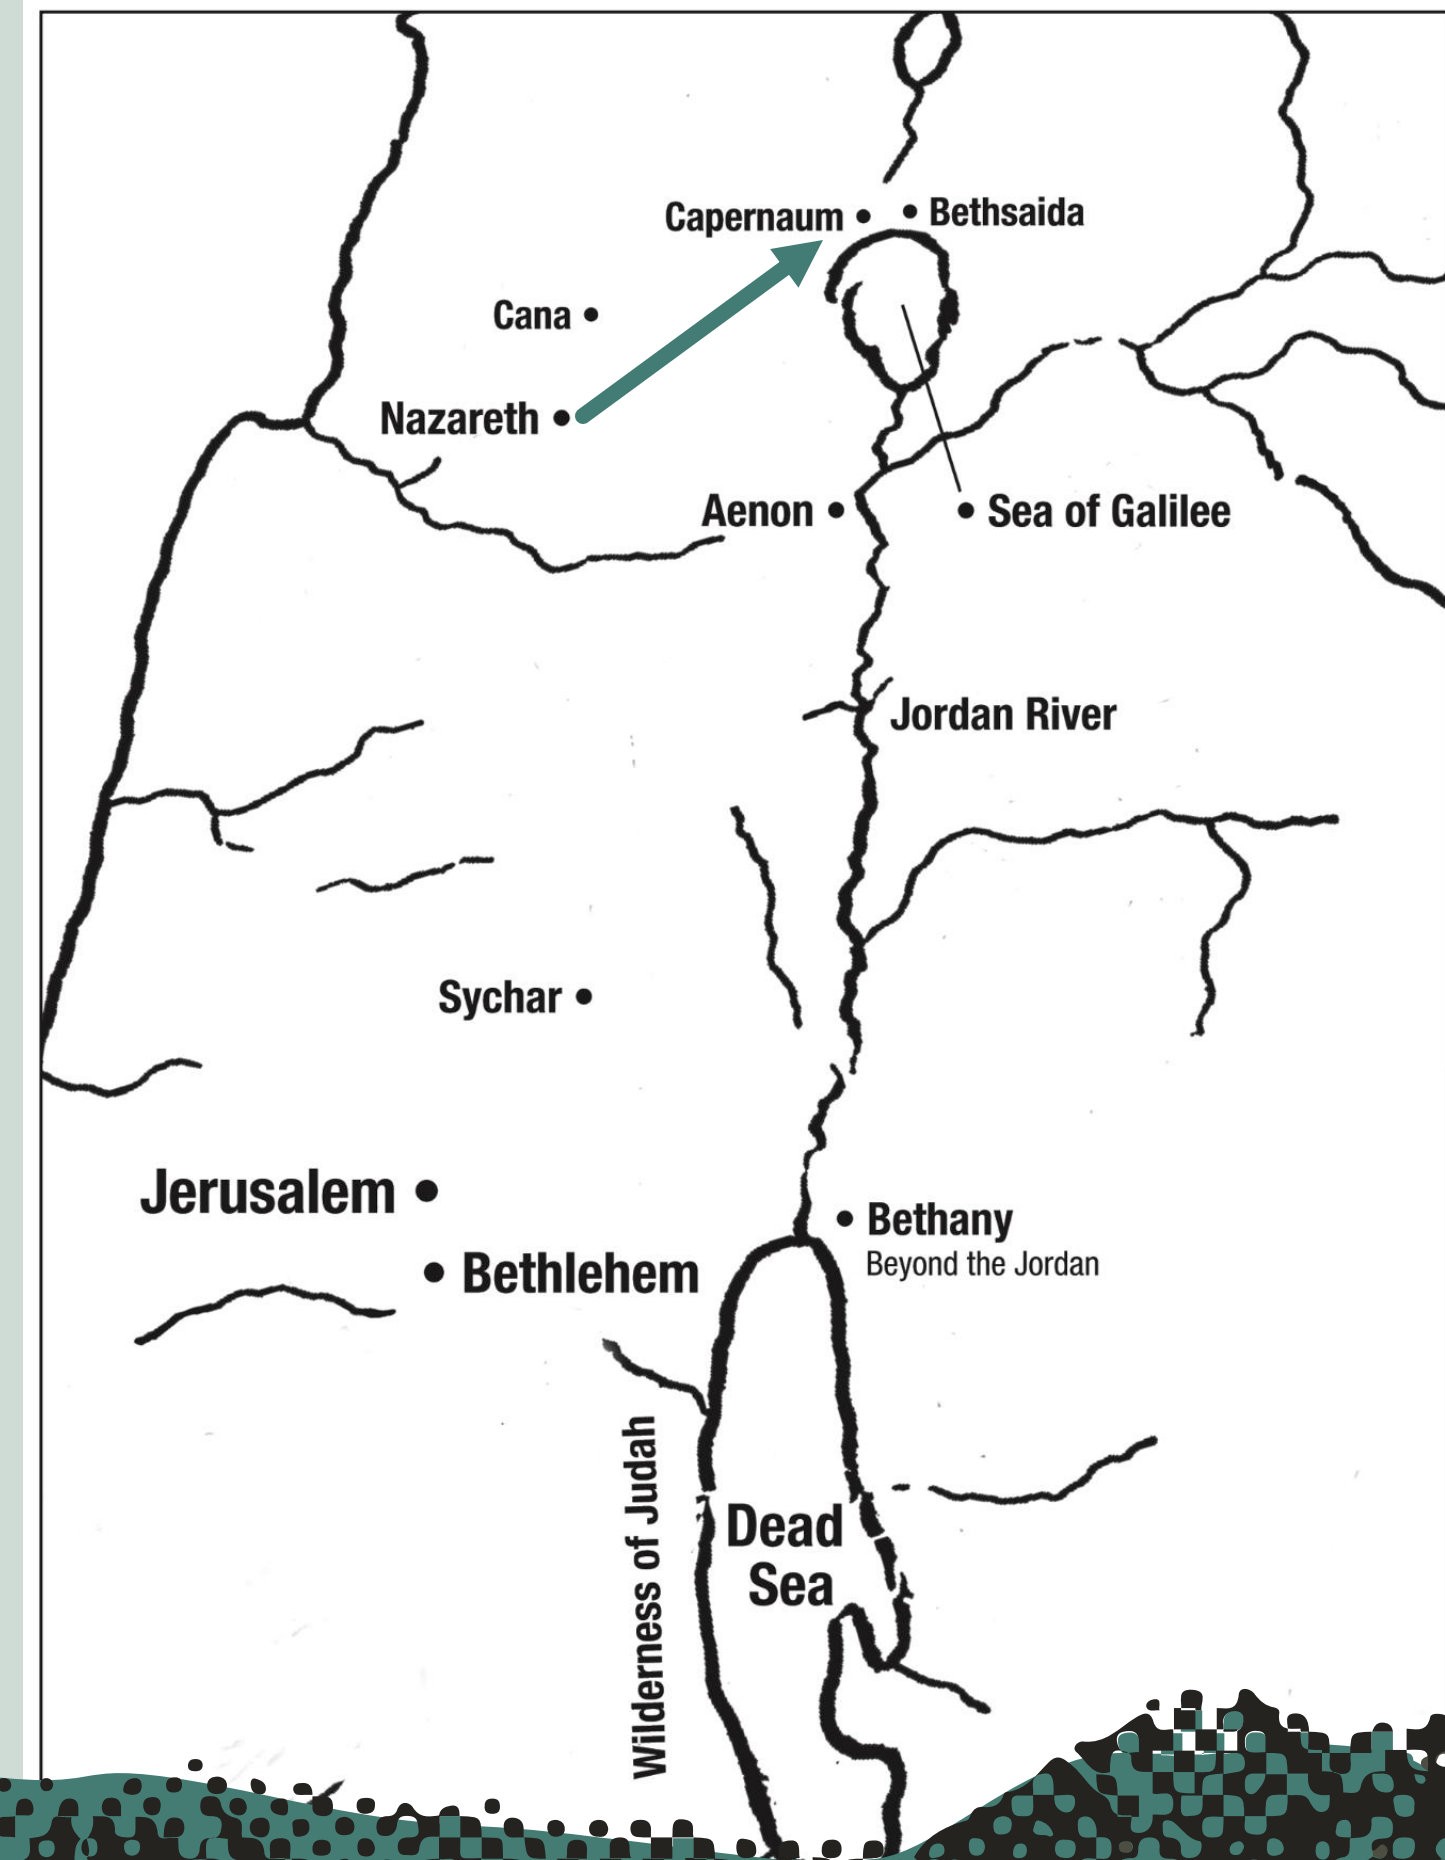 Capernaum
Bethsaida
Cana
Nazareth
Aenon
Sea of Galilee
Jordan River
Sychar
Jerusalem
Bethany
Beyond the Jordan
Bethlehem
Wilderness of Judah
Dead
Sea